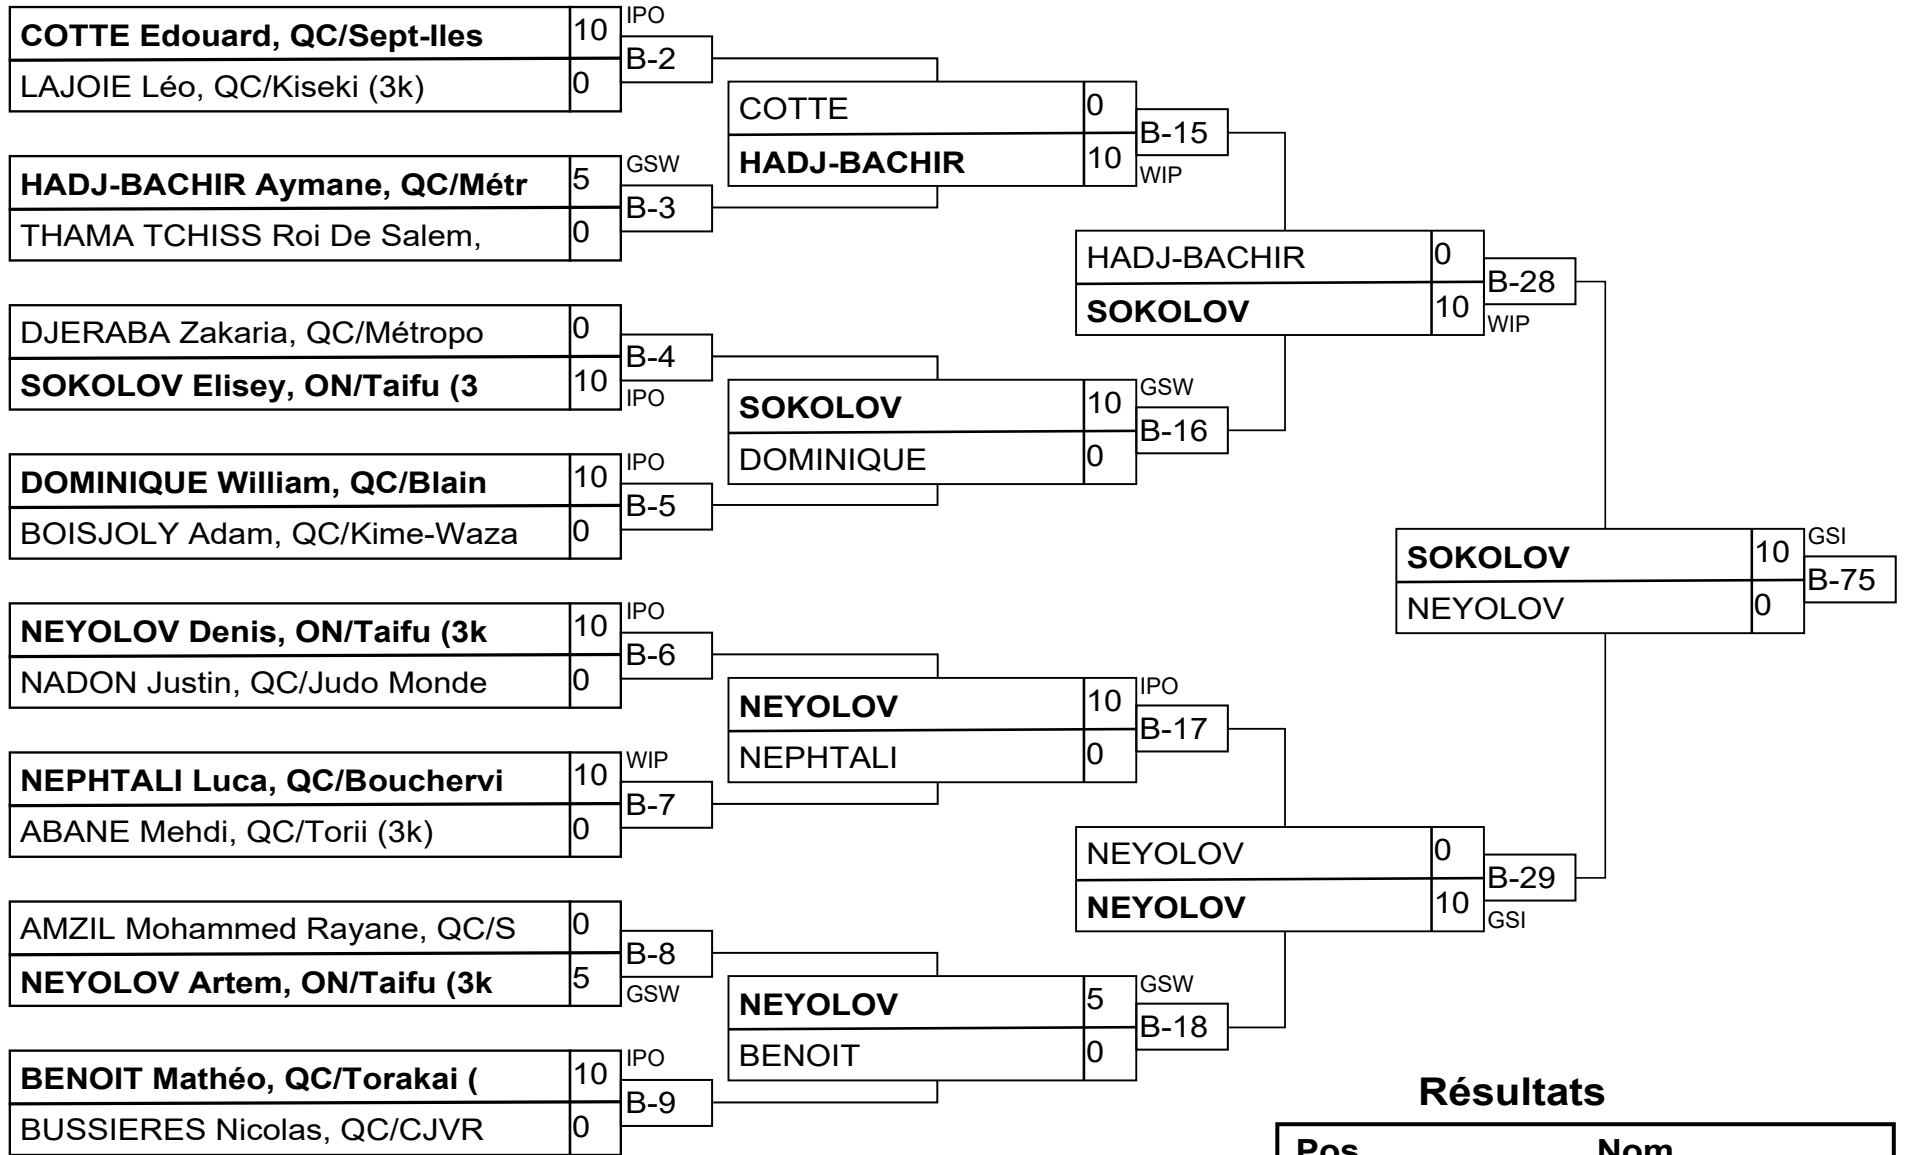 COTTE Edouard, QC/Sept-Iles 10 IPO
B-2
LAJOIE Léo, QC/Kiseki (3k) 0
HADJ-BACHIR Aymane, QC/Métr 5 GSW
B-3
THAMA TCHISS Roi De Salem, 0
DJERABA Zakaria, QC/Métropo 0
B-4
SOKOLOV Elisey, ON/Taifu (3 10 IPO
DOMINIQUE William, QC/Blain 10 IPO
B-5
BOISJOLY Adam, QC/Kime-Waza 0
NEYOLOV Denis, ON/Taifu (3k 10 IPO
B-6
NADON Justin, QC/Judo Monde 0
NEPHTALI Luca, QC/Bouchervi 10 WIP
B-7
ABANE Mehdi, QC/Torii (3k) 0
AMZIL Mohammed Rayane, QC/S 0
B-8
NEYOLOV Artem, ON/Taifu (3k 5 GSW
BENOIT Mathéo, QC/Torakai ( 10 IPO
B-9
BUSSIERES Nicolas, QC/CJVR 0
COTTE 0
B-15
HADJ-BACHIR 10 WIP
SOKOLOV 10 GSW
B-16
DOMINIQUE 0
NEYOLOV 10 IPO
B-17
NEPHTALI 0
NEYOLOV 5 GSW
B-18
BENOIT 0
HADJ-BACHIR 0
B-28
SOKOLOV 10 WIP
NEYOLOV 0
B-29
NEYOLOV 10 GSI
SOKOLOV 10 GSI
B-75
NEYOLOV 0
Résultats
Pos Nom